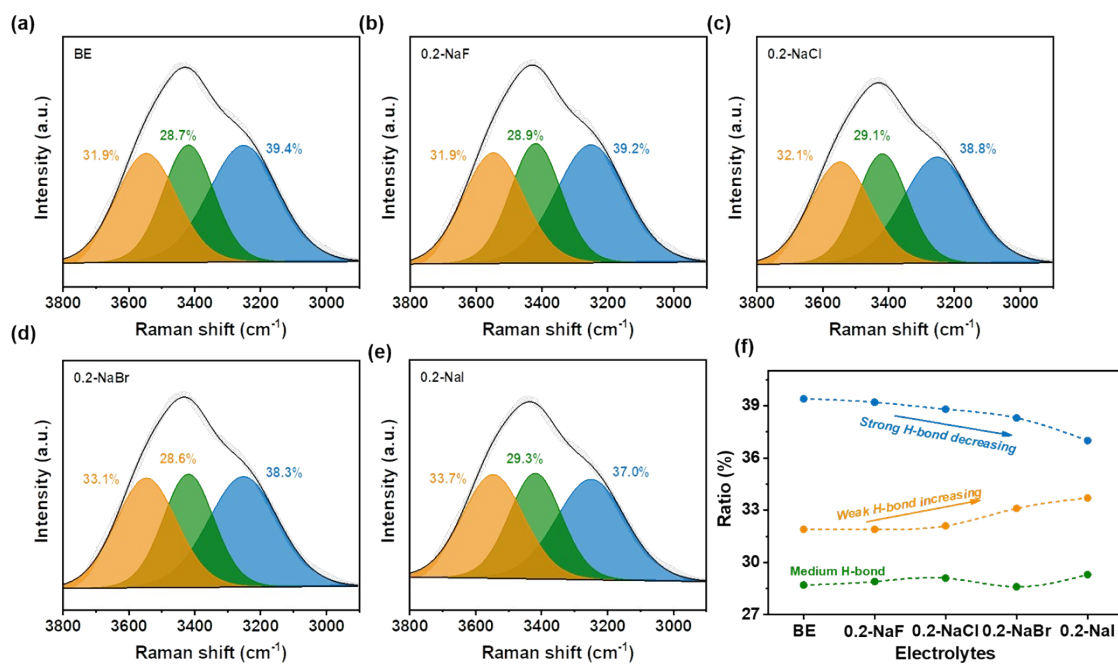 (a)
BE
31.9%
28.7%
39.4%
Intensity (a.u.)
3800 3600 3400 3200 3000
Raman shift (cm⁻¹)
(b)
0.2-NaF
31.9%
28.9%
39.2%
Intensity (a.u.)
3800 3600 3400 3200 3000
Raman shift (cm⁻¹)
(c)
0.2-NaCl
32.1%
29.1%
38.8%
Intensity (a.u.)
3800 3600 3400 3200 3000
Raman shift (cm⁻¹)
(d)
0.2-NaBr
33.1%
28.6%
38.3%
Intensity (a.u.)
3800 3600 3400 3200 3000
Raman shift (cm⁻¹)
(e)
0.2-NaI
33.7%
29.3%
37.0%
Intensity (a.u.)
3800 3600 3400 3200 3000
Raman shift (cm⁻¹)
(f)
39
36
33
30
27
Ratio (%)
Strong H-bond decreasing
Weak H-bond increasing
Medium H-bond
BE 0.2-NaF 0.2-NaCl 0.2-NaBr 0.2-NaI
Electrolytes